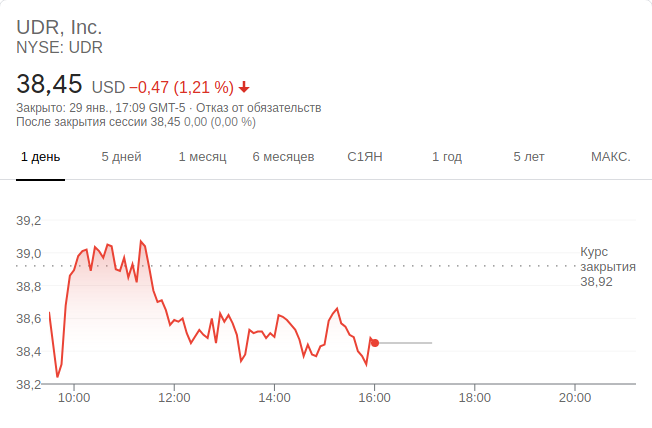 UDR, Inc.
NYSE: UDR
38,45 USD −0,47 (1,21 %)
Закрыто: 29 янв., 17:09 GMT-5 · Отказ от обязательств
После закрытия сессии 38,45 0,00 (0,00 %)
1 день 5 дней 1 месяц 6 месяцев С1ЯН 1 год 5 лет МАКС.
39,2
39,0
38,8
38,6
38,4
38,2
Курс
закрытия
38,92
10:00 12:00 14:00 16:00 18:00 20:00